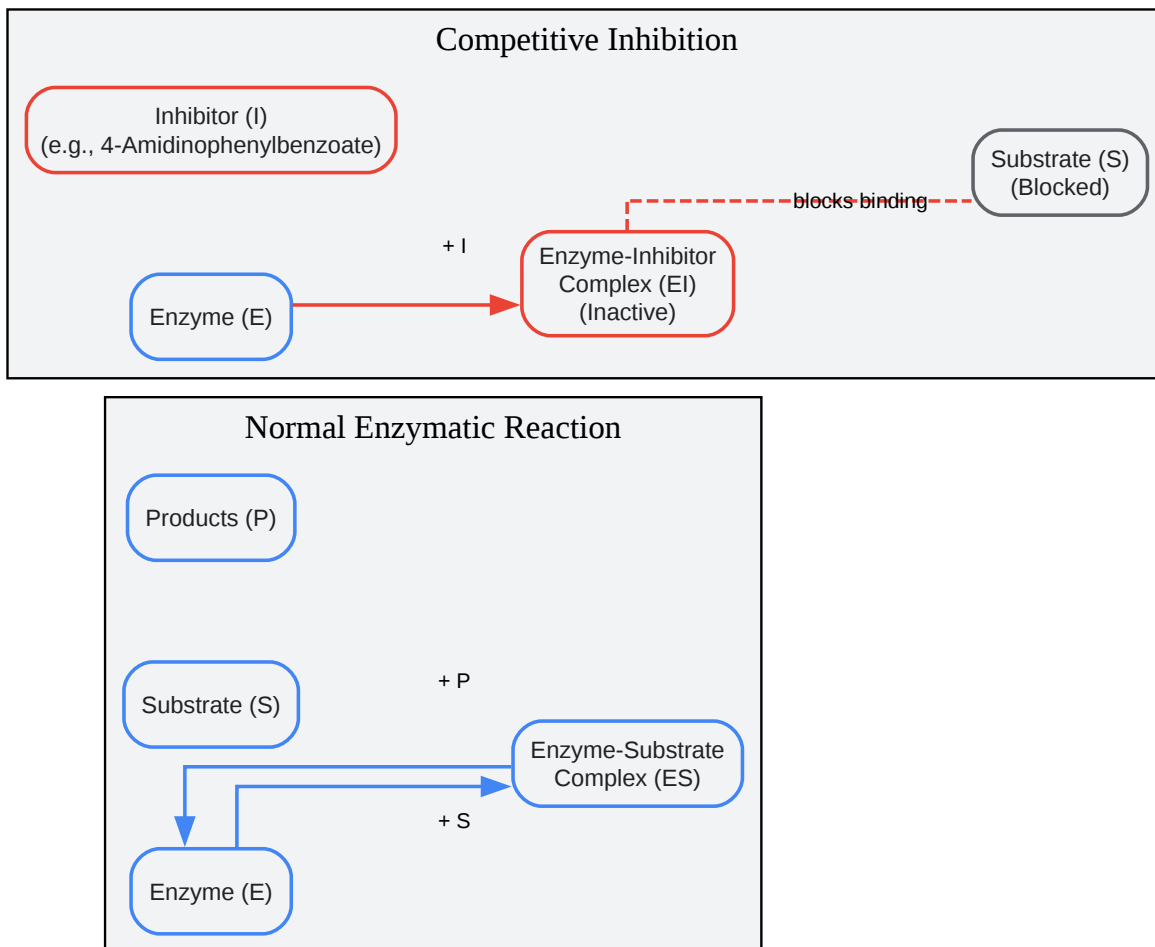 Competitive Inhibition
Inhibitor (I)
(e.g., 4-Amidinophenylbenzoate)
Substrate (S)
(Blocked)
blocks binding
+ I
Enzyme-Inhibitor
Complex (EI)
(Inactive)
Enzyme (E)
Normal Enzymatic Reaction
Products (P)
Substrate (S)
+ P
Enzyme-Substrate
Complex (ES)
+ S
Enzyme (E)